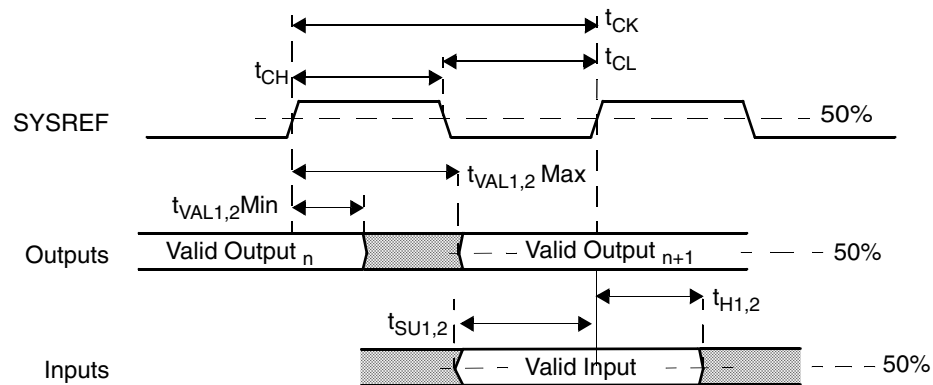 tCK
tCH
tCL
SYSREF
50%
tVAL1,2 Max
tVAL1,2Min
Outputs
Valid Output n
Valid Output n+1
50%
tSU1,2
tH1,2
Inputs
Valid Input
50%